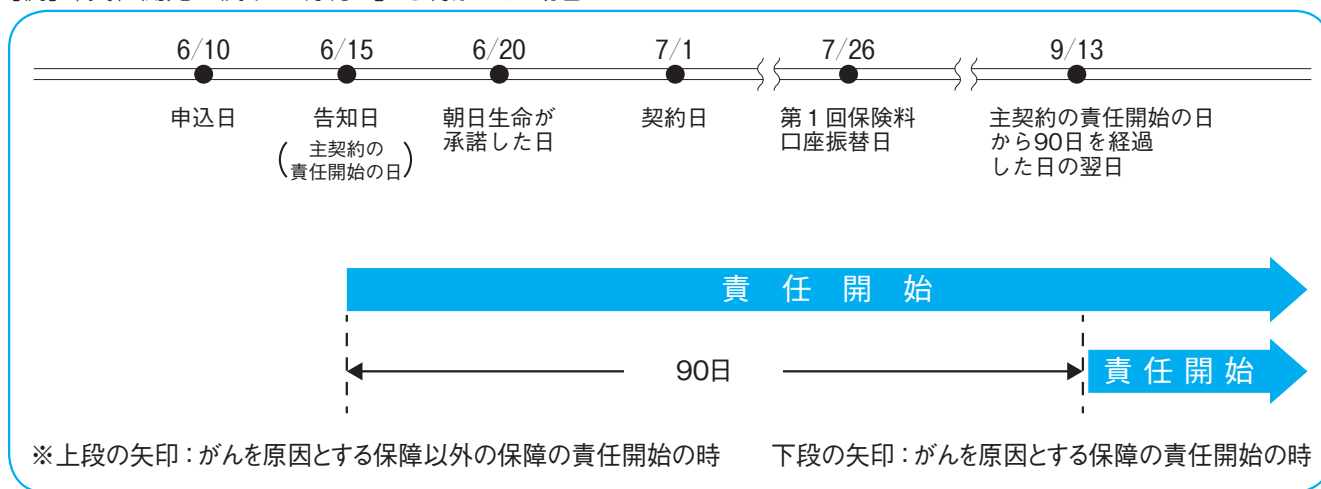 6/10
6/15
6/20
7/1
7/26
9/13
申込日
告知日
(主契約の
責任開始の日)
朝日生命が
承諾した日
契約日
第1回保険料
口座振替日
主契約の責任開始の日
から90日を経過
した日の翌日
責任開始
90日
責任開始
※上段の矢印：がんを原因とする保障以外の保障の責任開始の時
下段の矢印：がんを原因とする保障の責任開始の時